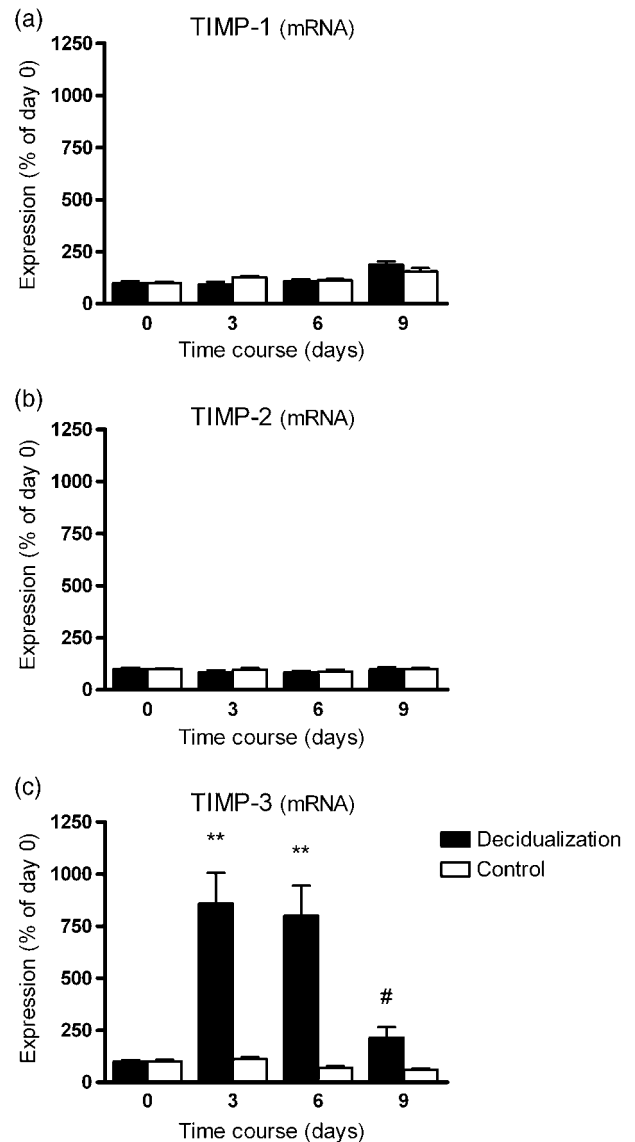 (a)
TIMP-1 (mRNA)
Expression (% of day 0)
1250
1000
750
500
250
0
0 3 6 9
Time course (days)
(b)
TIMP-2 (mRNA)
Expression (% of day 0)
1250
1000
750
500
250
0
0 3 6 9
Time course (days)
(c)
TIMP-3 (mRNA)
Expression (% of day 0)
1250
1000
750
500
250
0
** **
#
0 3 6 9
Time course (days)
Decidualization
Control